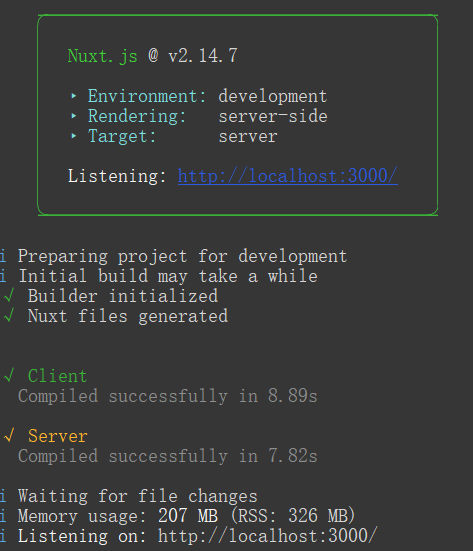 Nuxt.js @ v2.14.7
▸ Environment: development
▸ Rendering: server-side
▸ Target: server
Listening: http://localhost:3000/
i Preparing project for development
i Initial build may take a while
√ Builder initialized
√ Nuxt files generated
√ Client
Compiled successfully in 8.89s
√ Server
Compiled successfully in 7.82s
i Waiting for file changes
i Memory usage: 207 MB (RSS: 326 MB)
i Listening on: http://localhost:3000/